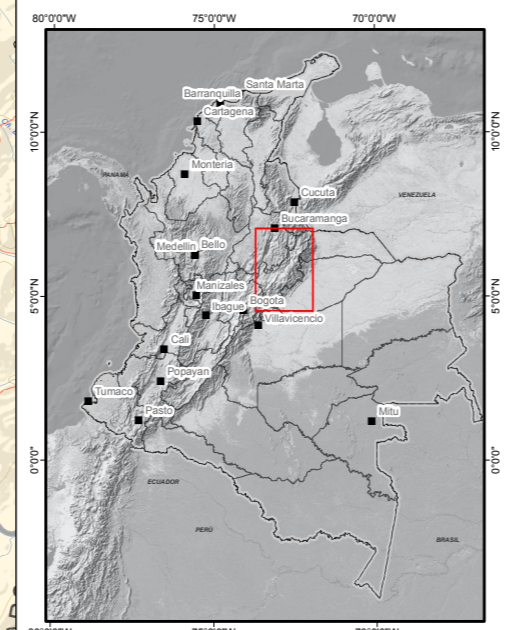 80°0'0"W 75°0'0"W 70°0'0"W
Santa Marta
Barranquilla
Cartagena
10°0'0"N 10°0'0"N
Monteria
PANAMÁ
Cucuta
VENEZUELA
Bucaramanga
Medellin Bello
Manizales
5°0'0"N 5°0'0"N
Ibague Bogota
Villavicencio
Cali
Popayan
Tumaco
Pasto
Mitu
0°0'0" 0°0'0"
ECUADOR
PERÚ
BRASIL